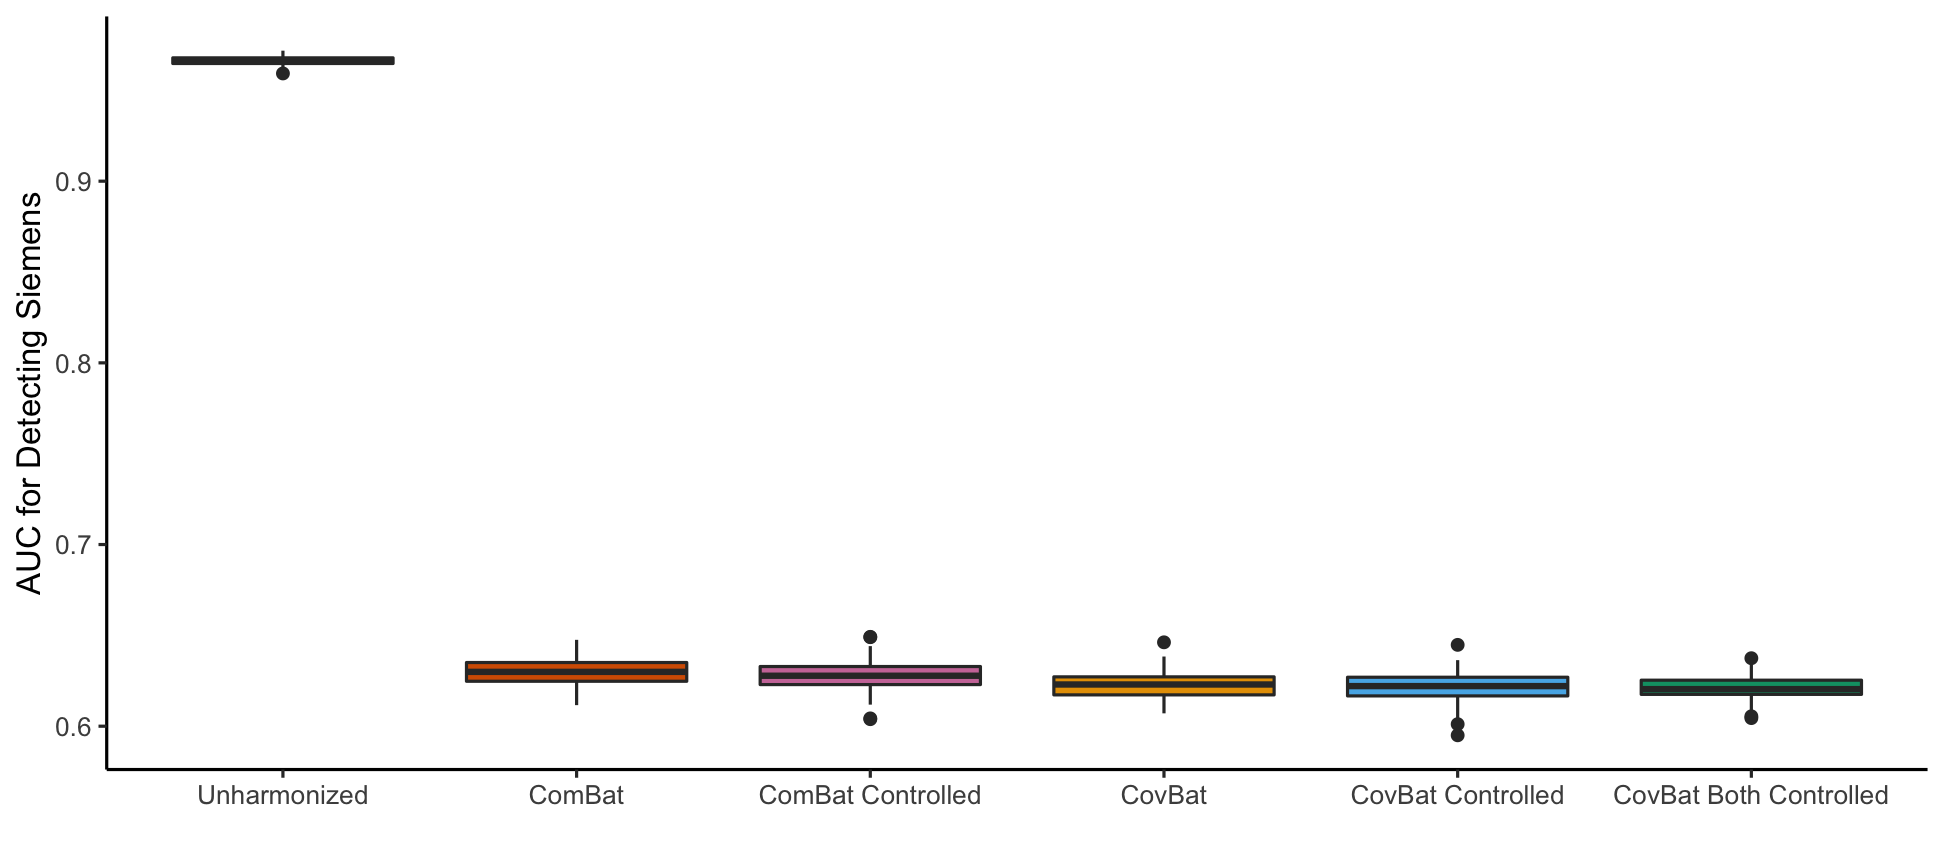 AUC for Detecting Siemens
0.9
0.8
0.7
0.6
Unharmonized
ComBat
ComBat Controlled
CovBat
CovBat Controlled
CovBat Both Controlled